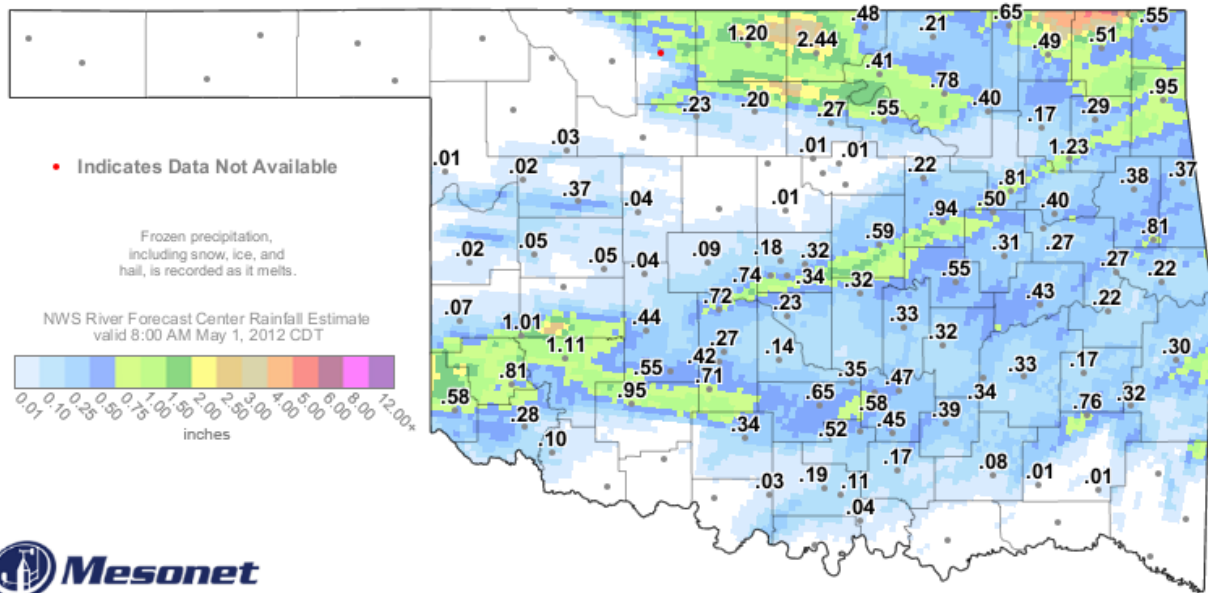 .48 .21 .65 .55
1.20 2.44 .49 .51
.41
.78 .95
.23 .20 .27 .55 .40 .17 .29
.03 .01 .01 1.23
.01 .02 .22
• Indicates Data Not Available
.37 .04 .01 .81 .50 .40 .38 .37
.94
Frozen precipitation,
including snow, ice, and
hail, is recorded as it melts.
.02 .05 .05 .04 .09 .18 .32 .59 .31 .27 .81
.74 .34 .32 .55 .27 .22
.07 .72 .23 .43 .22
NWS River Forecast Center Rainfall Estimate
valid 8:00 AM May 1, 2012 CDT
1.01 .44 .33 .32
1.11 .27 .14 .33 .17 .30
.81 .55 .42 .71 .35 .47
.58 .95 .65 .58 .34 .32
.28 .34 .52 .45 .39 .76
0.01 0.10 0.25 0.50 0.75 1.00 1.50 2.00 2.50 3.00 4.00 5.00 6.00 8.00 12.00+
inches
.10 .17
.03 .19 .11 .08 .01 .01
.04
Mesonet